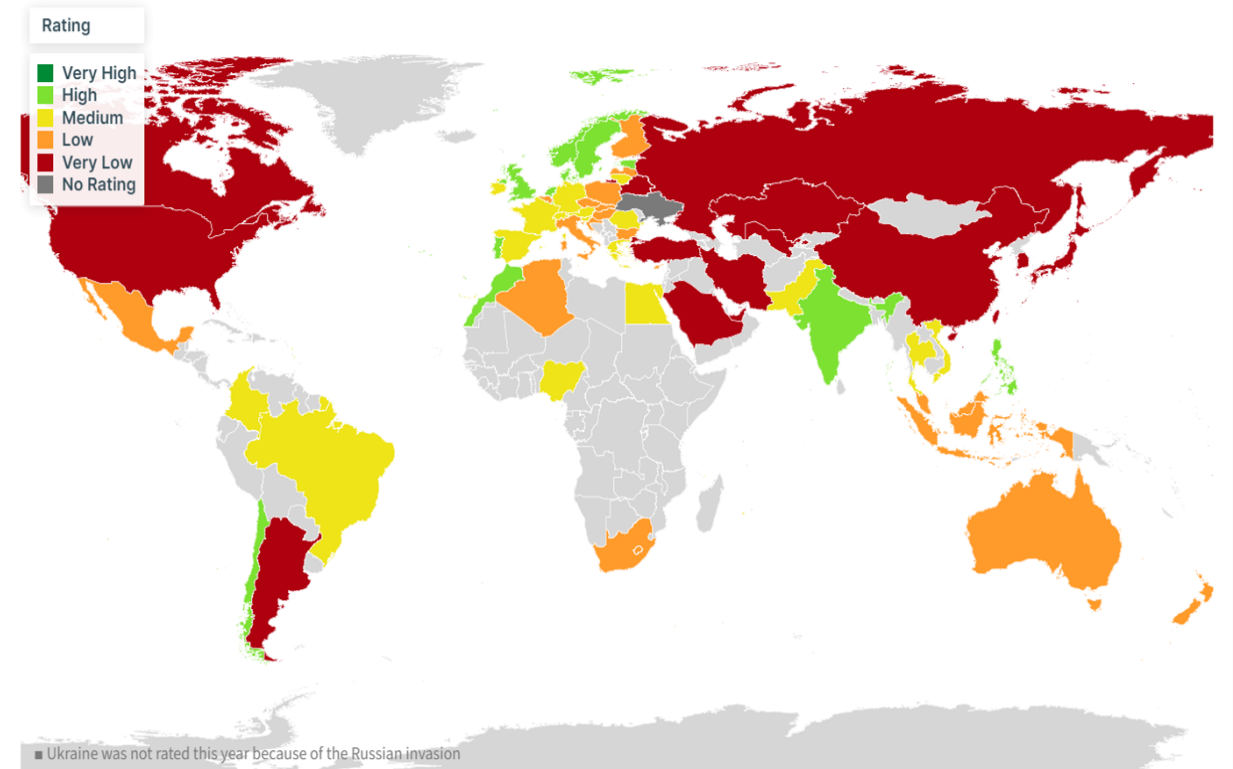 Rating
Very High
High
Medium
Low
Very Low
No Rating
■ Ukraine was not rated this year because of the Russian invasion